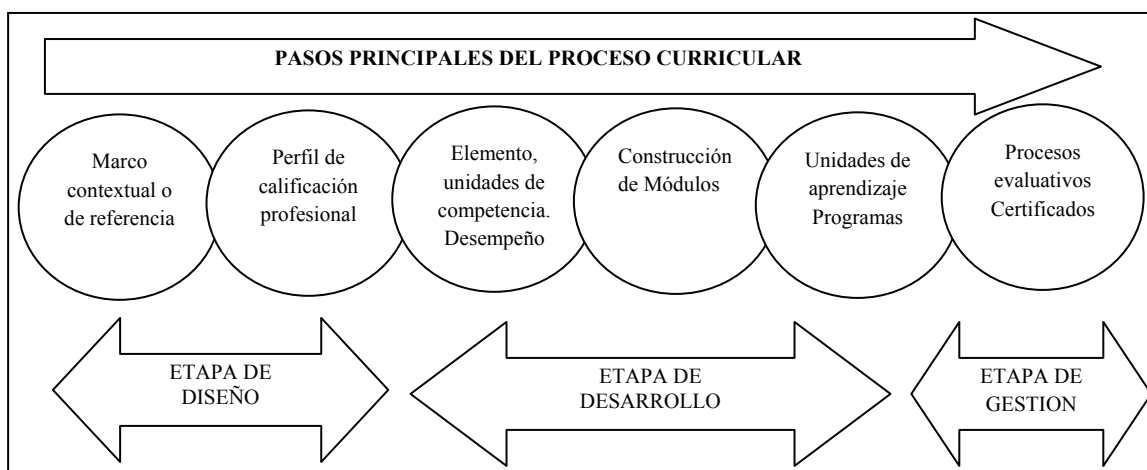 PASOS PRINCIPALES DEL PROCESO CURRICULAR
Marco
contextual o
de referencia
Perfil de
calificación
profesional
Elemento,
unidades de
competencia.
Desempeño
Construcción
de Módulos
Unidades de
aprendizaje
Programas
Procesos
evaluativos
Certificados
ETAPA DE
DISEÑO
ETAPA DE
DESARROLLO
ETAPA DE
GESTION